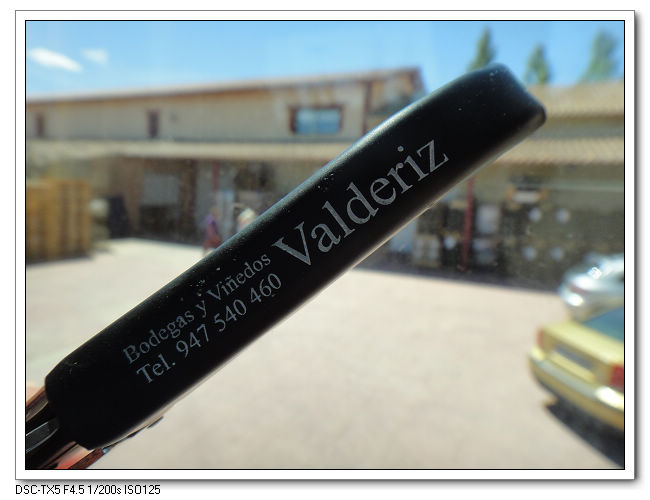 Valderiz
Bodegas y Viñedos
Tel. 947 540 460
DSC-TX5 F4.5 1/200s ISO125